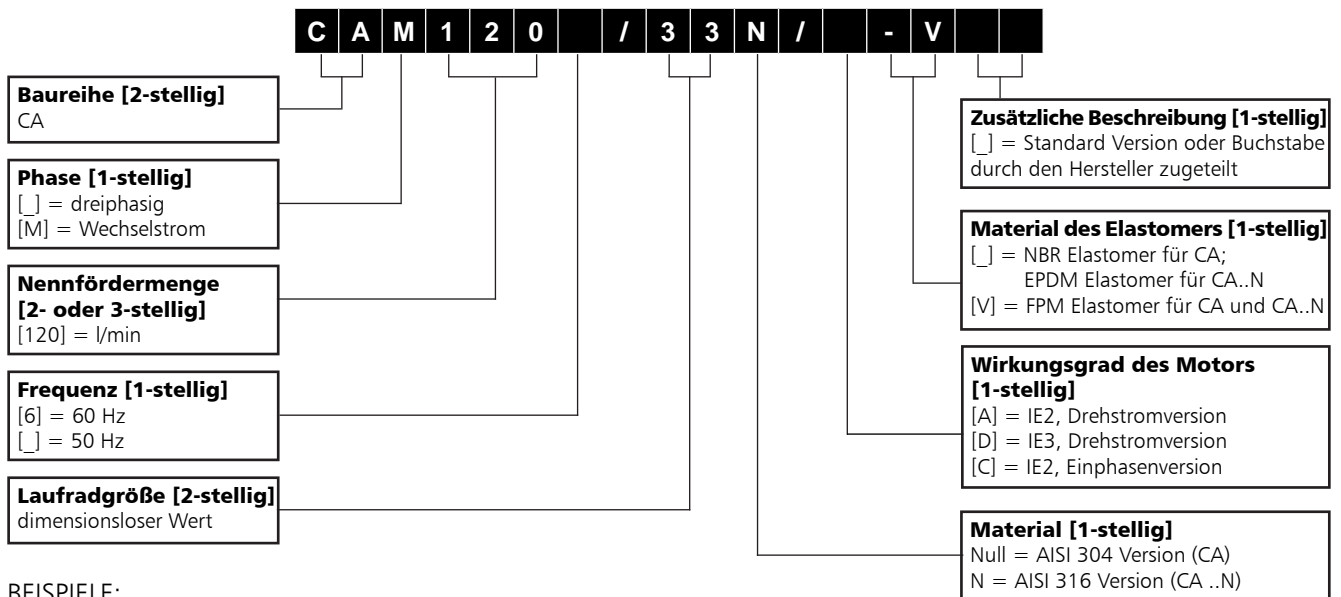 C A M 1 2 0 / 3 3 N / - V
Baureihe [2-stellig]
CA
Phase [1-stellig]
[_] = dreiphasig
[M] = Wechselstrom
Nennfördermenge
[2- oder 3-stellig]
[120] = l/min
Frequenz [1-stellig]
[6] = 60 Hz
[_] = 50 Hz
Laufradgröße [2-stellig]
dimensionsloser Wert
Zusätzliche Beschreibung [1-stellig]
[_] = Standard Version oder Buchstabe
durch den Hersteller zugeteilt
Material des Elastomers [1-stellig]
[_] = NBR Elastomer für CA;
EPDM Elastomer für CA..N
[V] = FPM Elastomer für CA und CA..N
Wirkungsgrad des Motors
[1-stellig]
[A] = IE2, Drehstromversion
[D] = IE3, Drehstromversion
[C] = IE2, Einphasenversion
Material [1-stellig]
Null = AISI 304 Version (CA)
N = AISI 316 Version (CA ..N)
BEISPIELE: